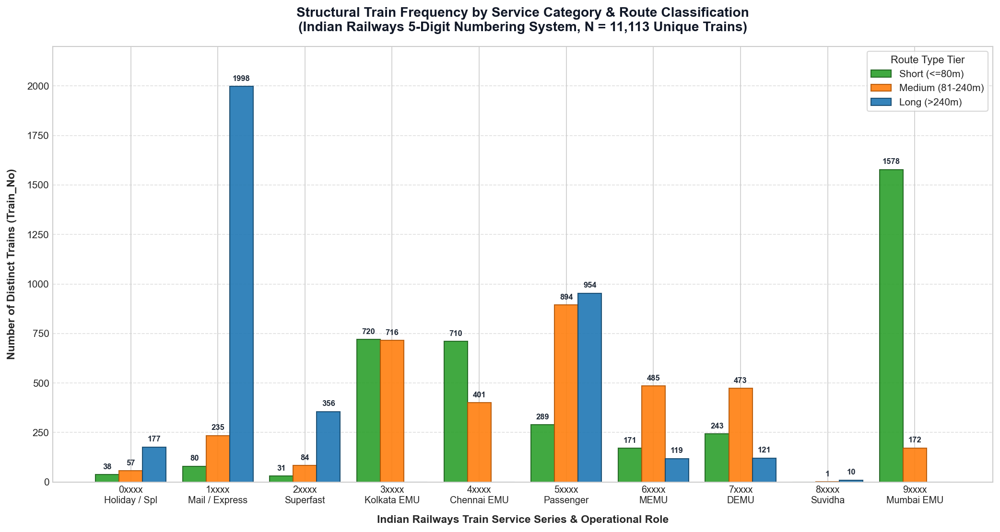 Structural Train Frequency by Service Category & Route Classification
(Indian Railways 5-Digit Numbering System, N = 11,113 Unique Trains)
Route Type Tier
Short (<=80m)
Medium (81-240m)
Long (>240m)
Number of Distinct Trains (Train_No)
2000
1750
1500
1250
1000
750
500
250
0
38
57
177
80
235
1998
31
84
356
720
716
710
401
289
894
954
171
485
119
243
473
121
1
10
1578
172
0xxxx
Holiday / Spl
1xxxx
Mail / Express
2xxxx
Superfast
3xxxx
Kolkata EMU
4xxxx
Chennai EMU
5xxxx
Passenger
6xxxx
MEMU
7xxxx
DEMU
8xxxx
Suvidha
9xxxx
Mumbai EMU
Indian Railways Train Service Series & Operational Role